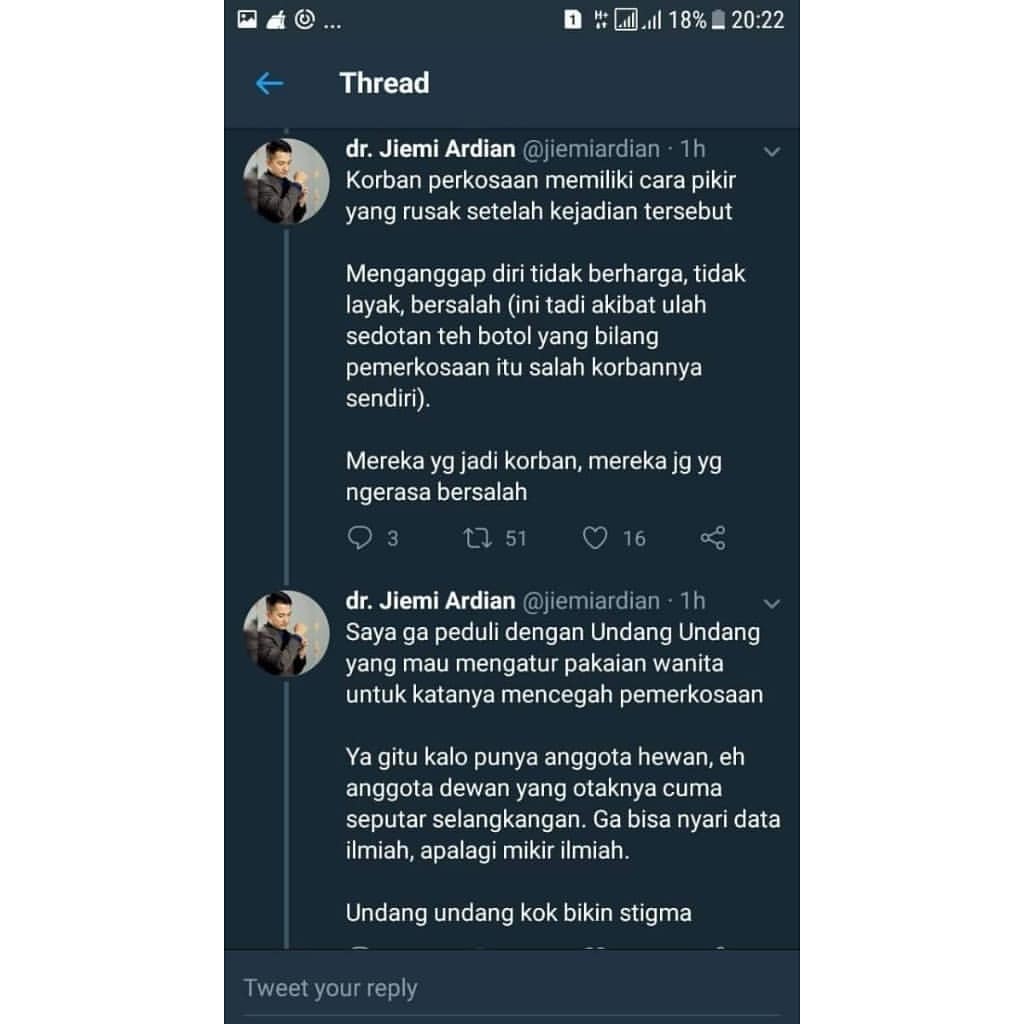 ... 1 H+ 18% 20:22
Thread
dr. Jiemi Ardian @jiemiardian · 1h
Korban perkosaan memiliki cara pikir
yang rusak setelah kejadian tersebut
Menganggap diri tidak berharga, tidak
layak, bersalah (ini tadi akibat ulah
sedotan teh botol yang bilang
pemerkosaan itu salah korbannya
sendiri).
Mereka yg jadi korban, mereka jg yg
ngerasa bersalah
3 51 16
dr. Jiemi Ardian @jiemiardian · 1h
Saya ga peduli dengan Undang Undang
yang mau mengatur pakaian wanita
untuk katanya mencegah pemerkosaan
Ya gitu kalo punya anggota hewan, eh
anggota dewan yang otaknya cuma
seputar selangkangan. Ga bisa nyari data
ilmiah, apalagi mikir ilmiah.
Undang undang kok bikin stigma
Tweet your reply